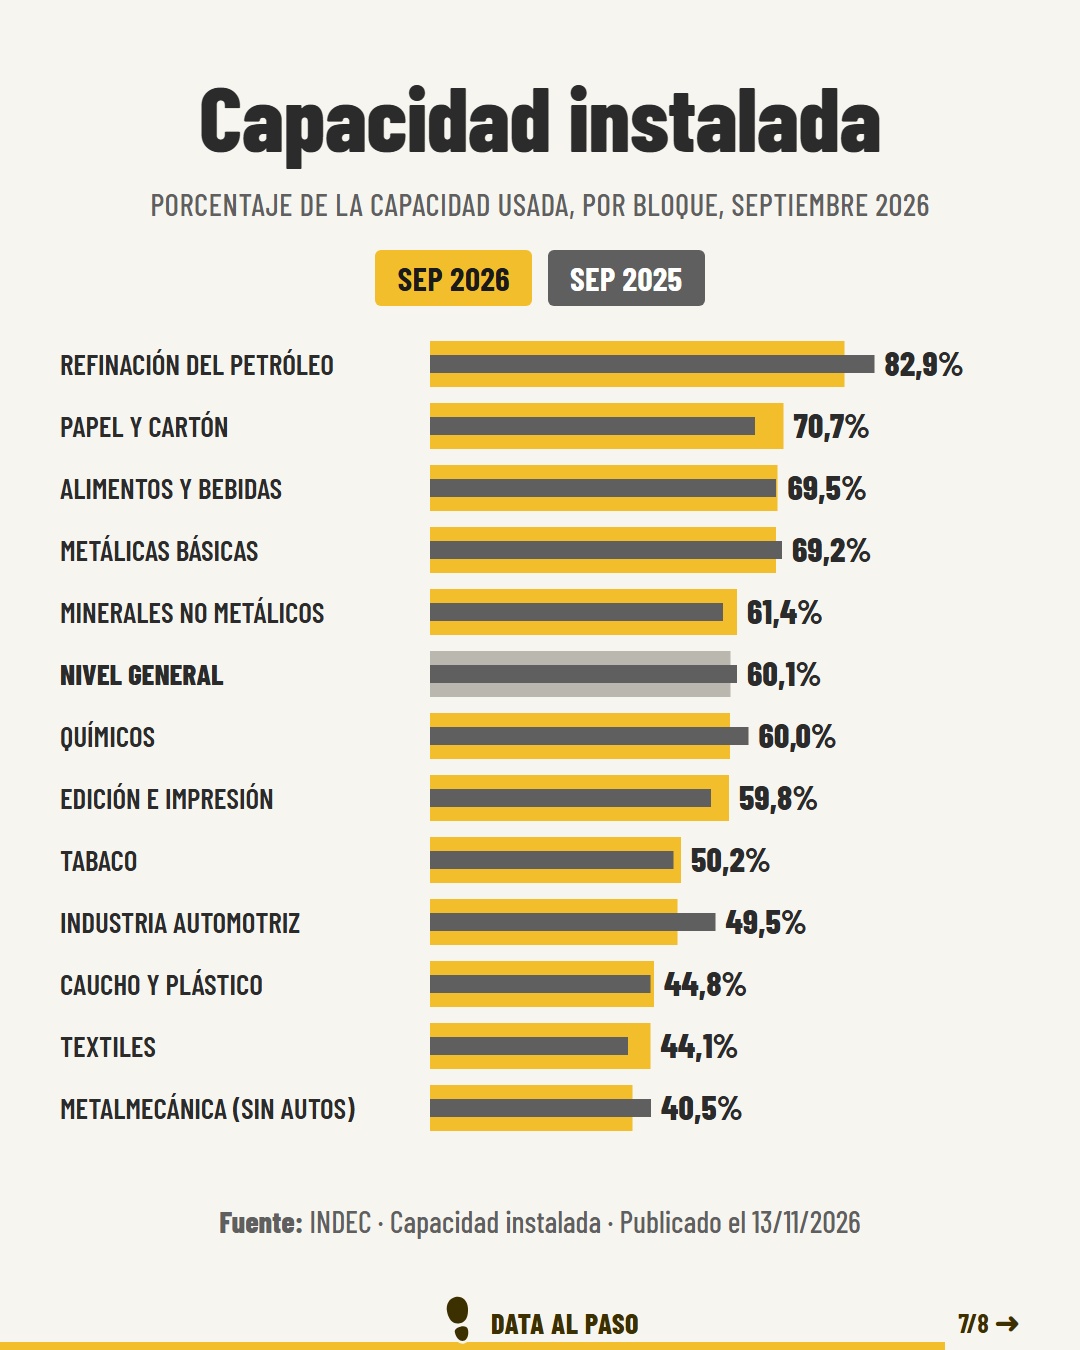 Capacidad instalada
PORCENTAJE DE LA CAPACIDAD USADA, POR BLOQUE, SEPTIEMBRE 2026
SEP 2026 SEP 2025
REFINACIÓN DEL PETRÓLEO 82,9%
PAPEL Y CARTÓN 70,7%
ALIMENTOS Y BEBIDAS 69,5%
METÁLICAS BÁSICAS 69,2%
MINERALES NO METÁLICOS 61,4%
NIVEL GENERAL 60,1%
QUÍMICOS 60,0%
EDICIÓN E IMPRESIÓN 59,8%
TABACO 50,2%
INDUSTRIA AUTOMOTRIZ 49,5%
CAUCHO Y PLÁSTICO 44,8%
TEXTILES 44,1%
METALMECÁNICA (SIN AUTOS) 40,5%
Fuente: INDEC · Capacidad instalada · Publicado el 13/11/2026
DATA AL PASO 7/8 →